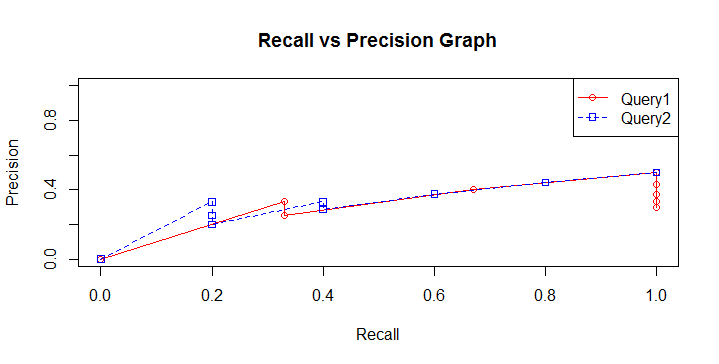 Recall vs Precision Graph
Query1
Query2
Precision
0.8
0.4
0.0
0.0 0.2 0.4 0.6 0.8 1.0
Recall